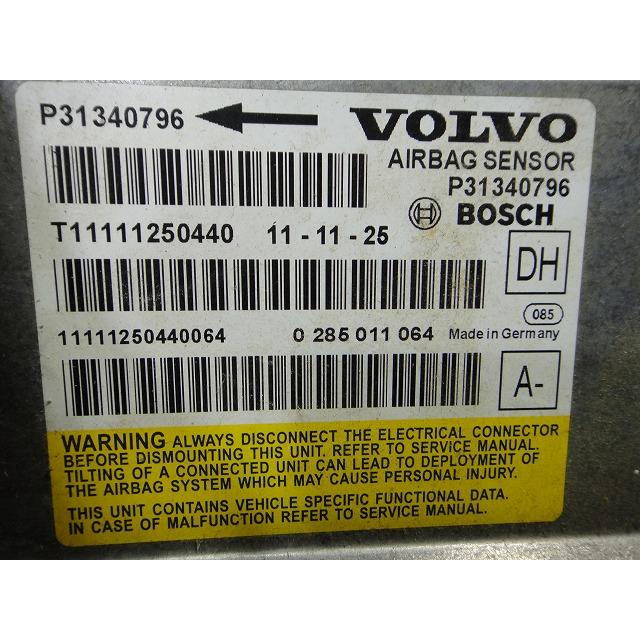 P31340796
VOLVO
AIRBAG SENSOR
P31340796
BOSCH
T11111250440 11 - 11 - 25
DH
085
11111250440064 0 285 011 064 Made in Germany
A-
WARNING ALWAYS DISCONNECT THE ELECTRICAL CONNECTOR
BEFORE DISMOUNTING THIS UNIT. REFER TO SERVICE MANUAL.
TILTING OF A CONNECTED UNIT CAN LEAD TO DEPLOYMENT OF
THE AIRBAG SYSTEM WHICH MAY CAUSE PERSONAL INJURY.
THIS UNIT CONTAINS VEHICLE SPECIFIC FUNCTIONAL DATA.
IN CASE OF MALFUNCTION REFER TO SERVICE MANUAL.